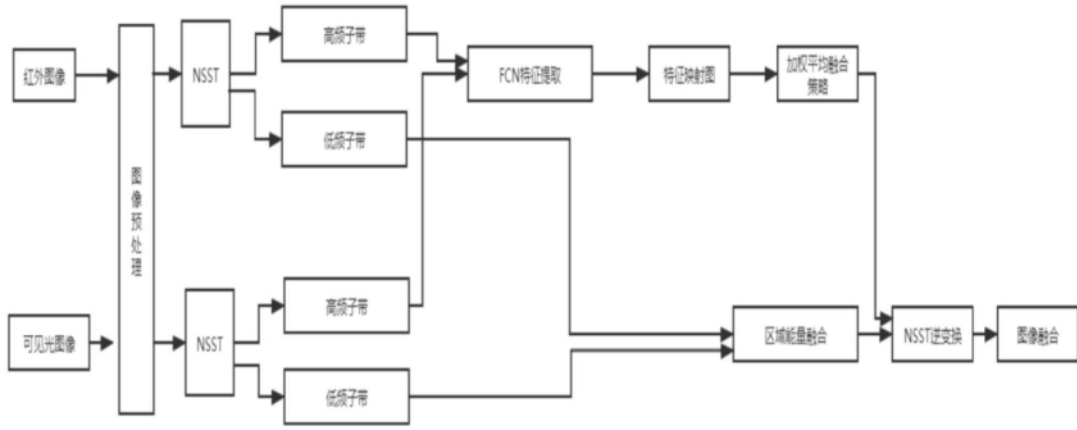 红外图像
图像预处理
NSST
高频子带
低频子带
FCN特征提取
特征映射图
加权平均融合
策略
可见光图像
NSST
高频子带
低频子带
区域能量融合
NSST逆变换
图像融合